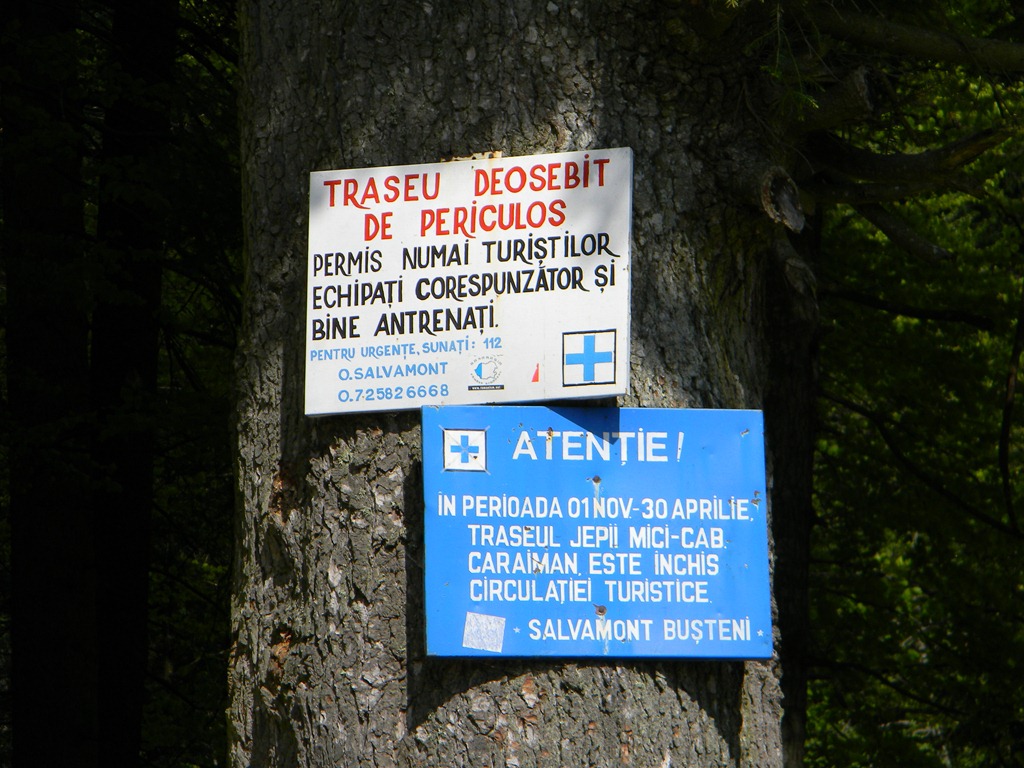 TRASEU DEOSEBIT
DE PERICULOS
PERMIS NUMAI TURIȘTILOR
ECHIPAȚI CORESPUNZĂTOR ȘI
BINE ANTRENAȚI.
PENTRU URGENȚE, SUNAȚI: 112
O.SALVAMONT
0.725826668
ATENȚIE!
IN PERIOADA 01 NOV-30 APRILIE,
TRASEUL JEPII MICI-CAB.
CARAIMAN, ESTE ÎNCHIS
CIRCULAȚIEI TURISTICE.
* SALVAMONT BUȘTENI *